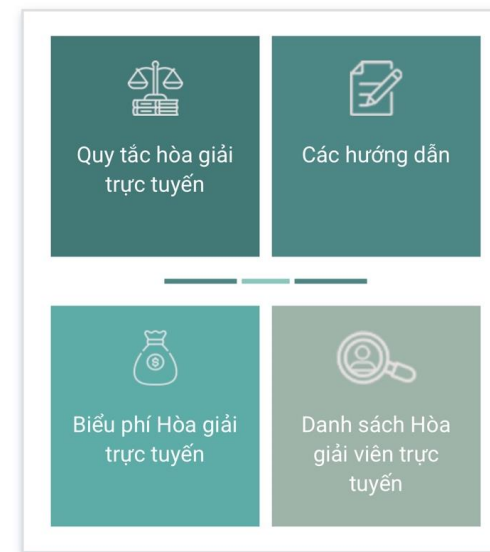 Quy tắc hòa giải
trực tuyến
Các hướng dẫn
Biểu phí Hòa giải
trực tuyến
Danh sách Hòa
giải viên trực
tuyến